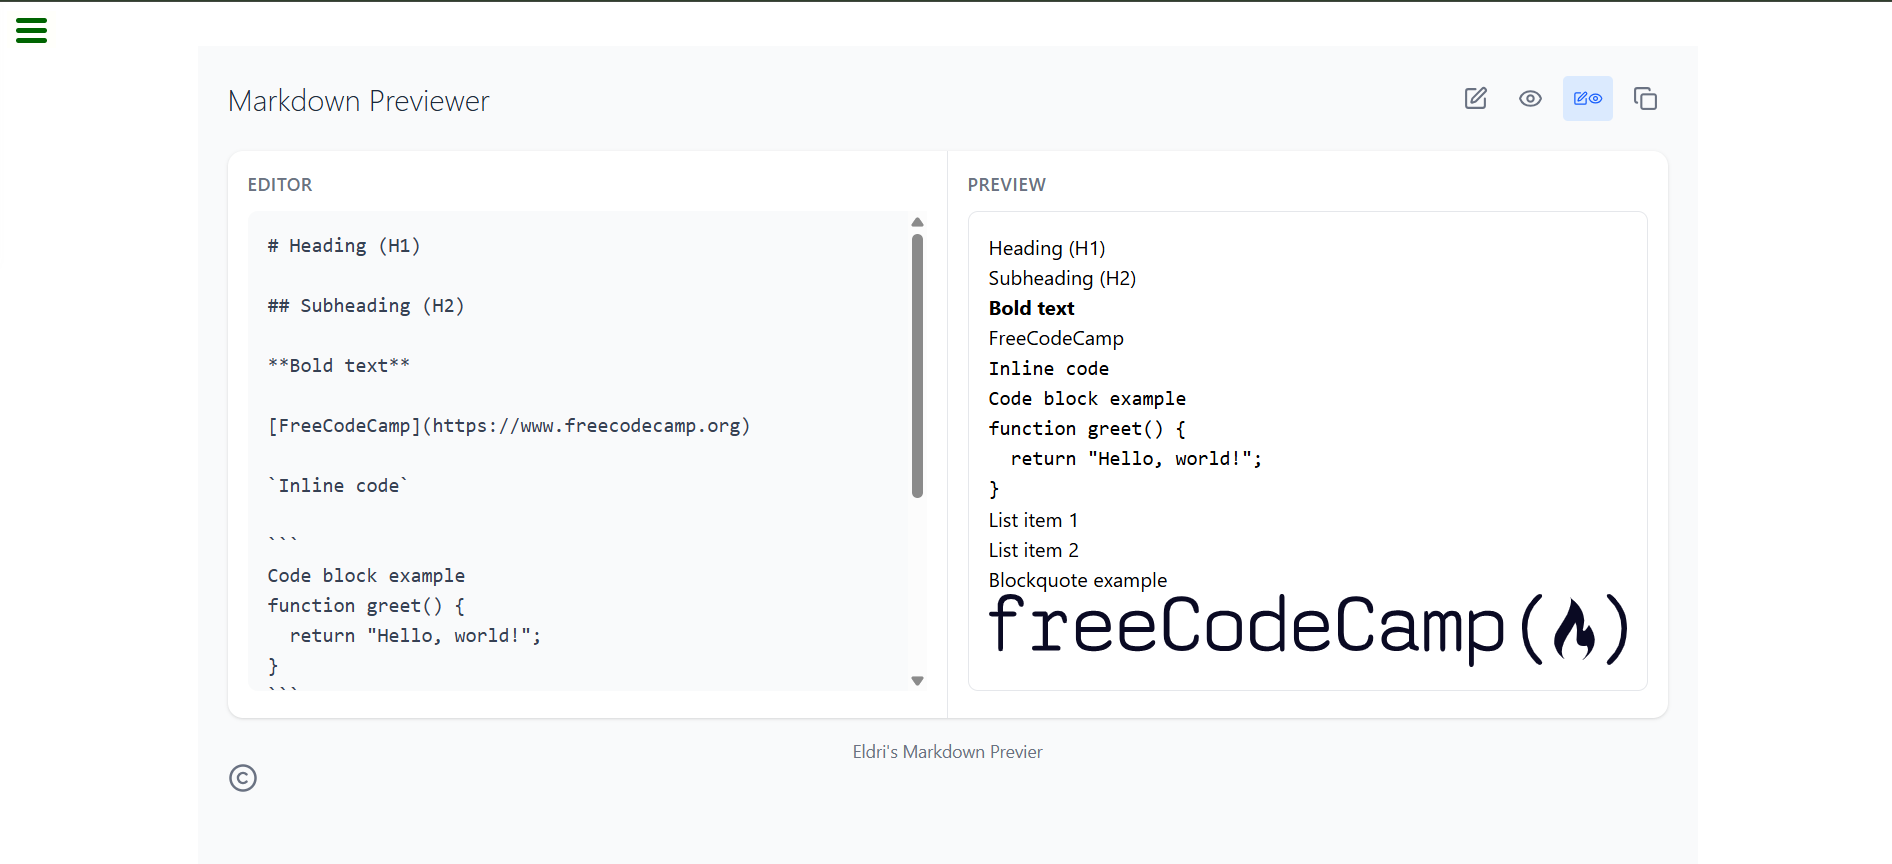 Markdown Previewer
EDITOR
# Heading (H1)
## Subheading (H2)
**Bold text**
[FreeCodeCamp](https://www.freecodecamp.org)
`Inline code`
```
Code block example
function greet() {
  return "Hello, world!";
}
```
PREVIEW
Heading (H1)
Subheading (H2)
Bold text
FreeCodeCamp
Inline code
Code block example
function greet() {
  return "Hello, world!";
}
List item 1
List item 2
Blockquote example
freeCodeCamp(🔥)
Eldri's Markdown Previer
©